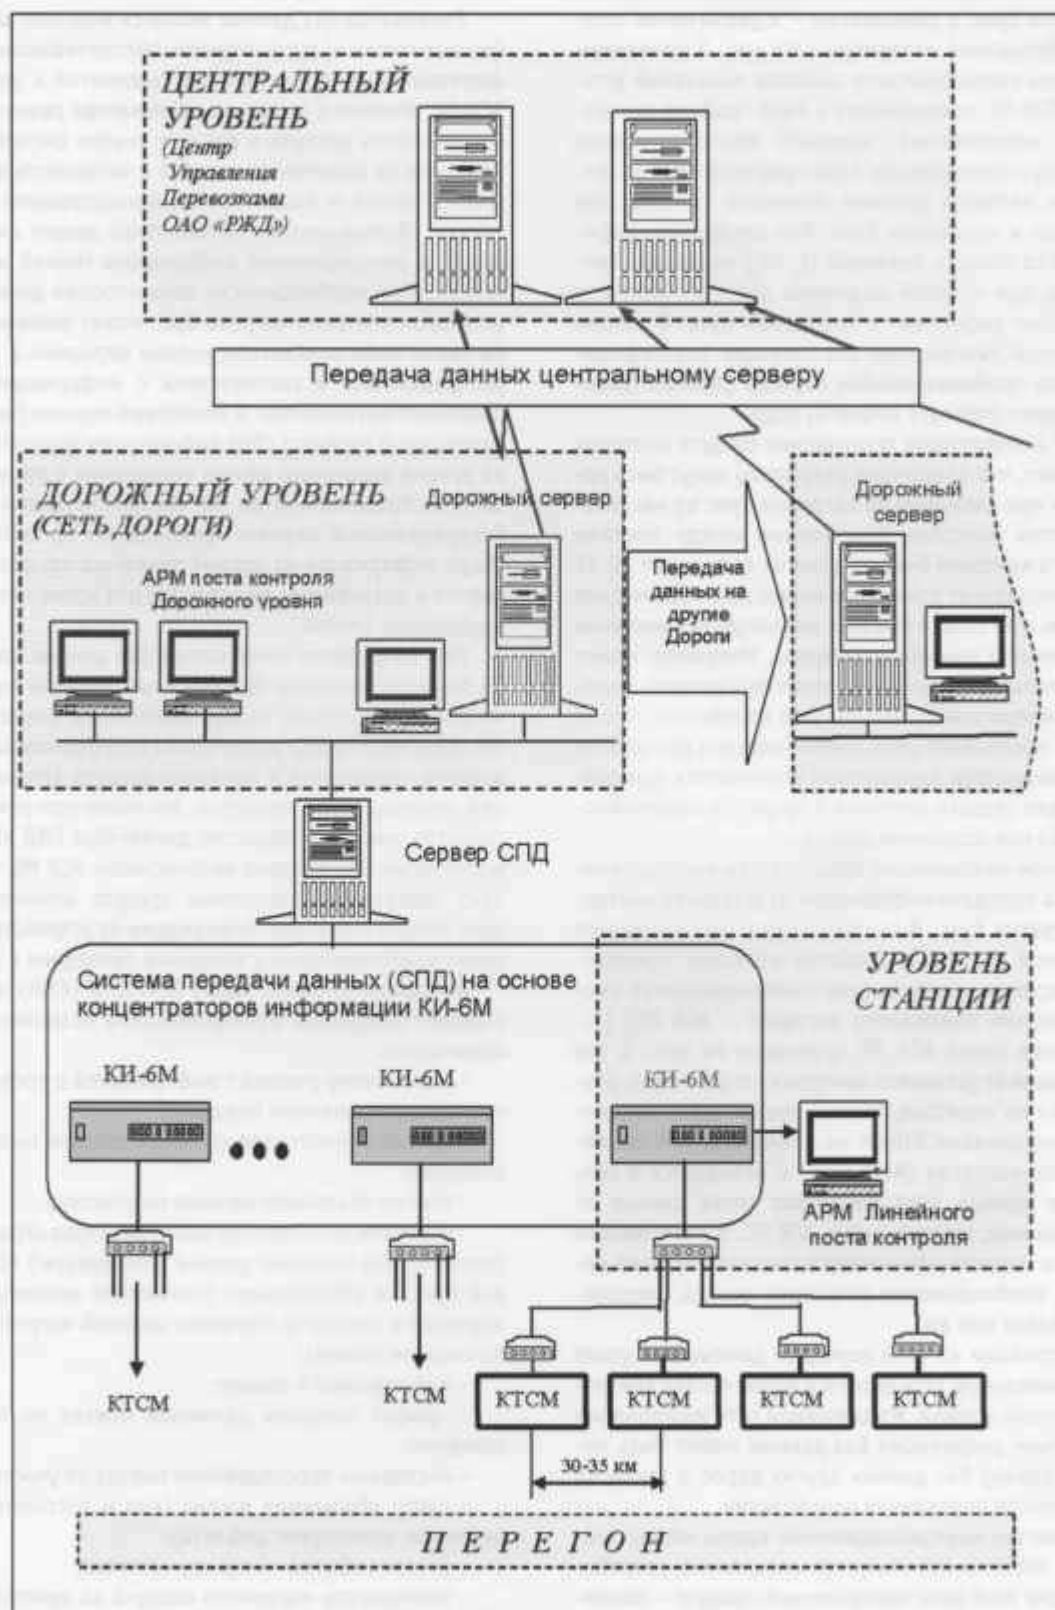 ЦЕНТРАЛЬНЫЙ
УРОВЕНЬ
(Центр
Управления
Перевозками
ОАО «РЖД»)
Передача данных центральному серверу
ДОРОЖНЫЙ УРОВЕНЬ
(СЕТЬ ДОРОГИ)
Дорожный сервер
АРМ поста контроля
Дорожного уровня
Передача
данных на
другие
Дороги
Дорожный
сервер
Сервер СПД
Система передачи данных (СПД) на основе
концентраторов информации КИ-6М
УРОВЕНЬ
СТАНЦИИ
КИ-6М
КИ-6М
КИ-6М
АРМ Линейного
поста контроля
КТСМ
КТСМ
КТСМ
КТСМ
КТСМ
КТСМ
30-35 км
ПЕРЕГОН